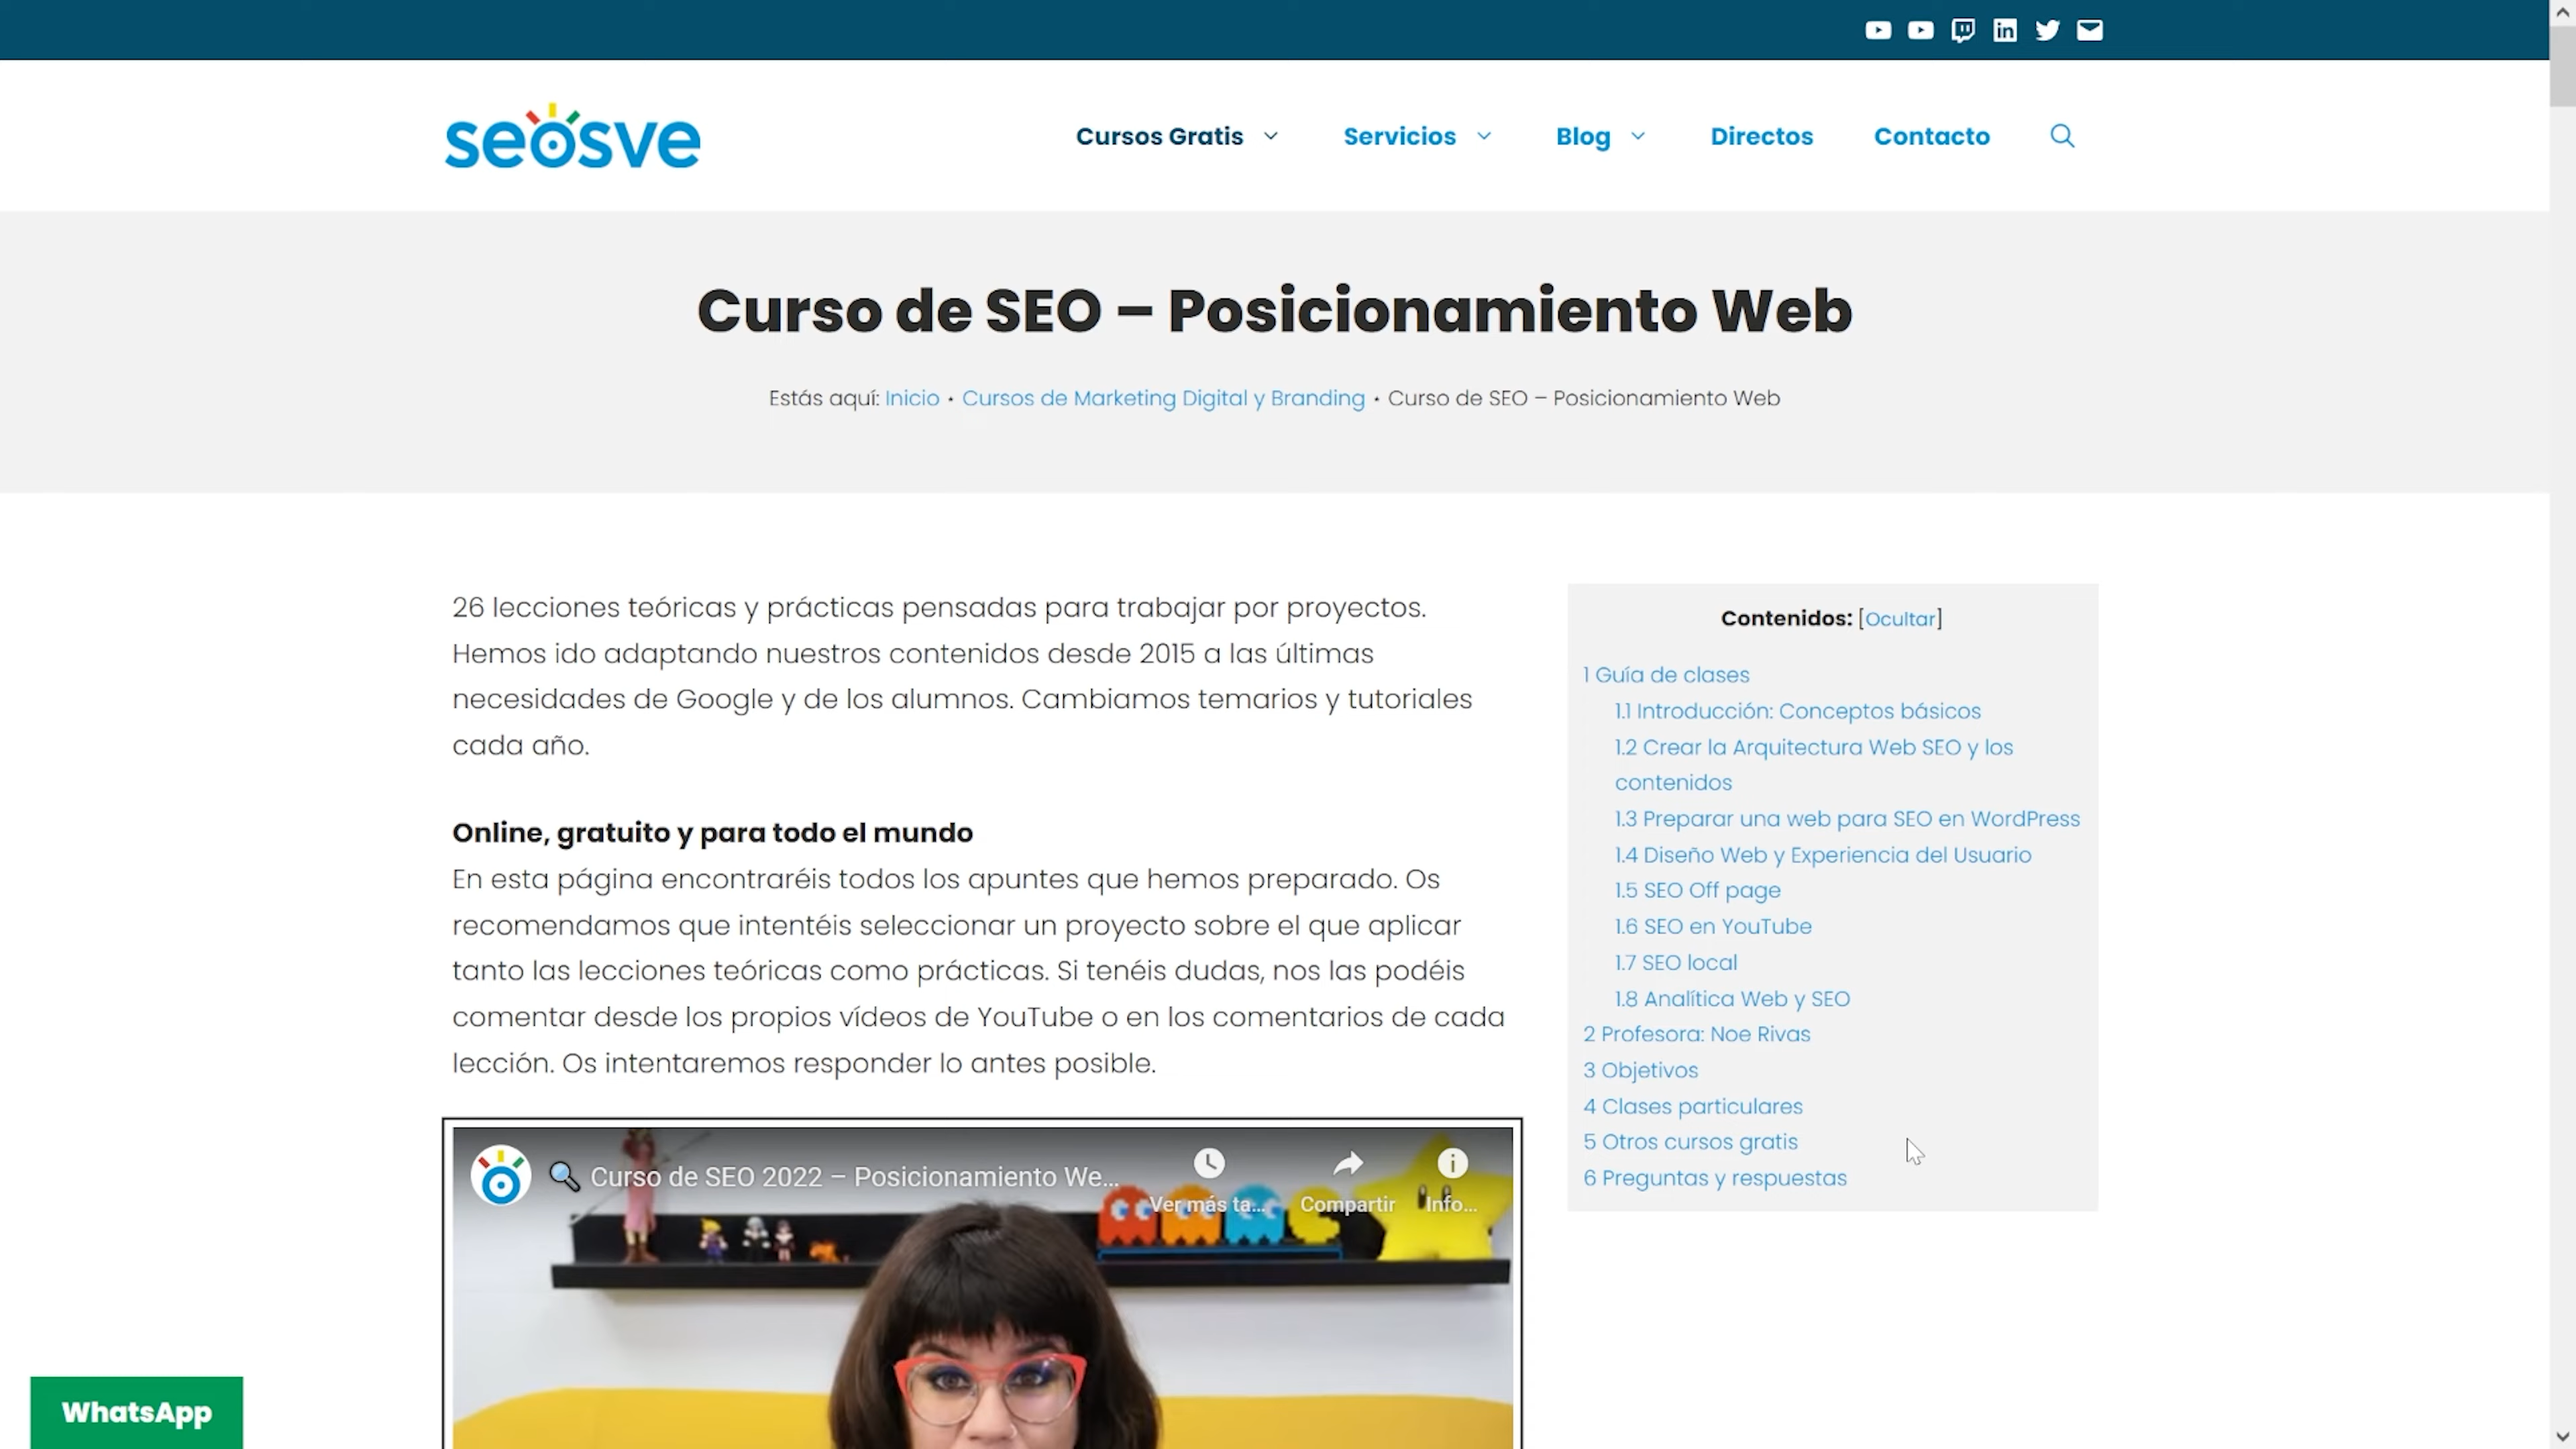 seosve
Cursos Gratis
Servicios
Blog
Directos
Contacto
Curso de SEO – Posicionamiento Web
Estás aquí: Inicio • Cursos de Marketing Digital y Branding • Curso de SEO – Posicionamiento Web
26 lecciones teóricas y prácticas pensadas para trabajar por proyectos.
Hemos ido adaptando nuestros contenidos desde 2015 a las últimas
necesidades de Google y de los alumnos. Cambiamos temarios y tutoriales
cada año.
Online, gratuito y para todo el mundo
En esta página encontraréis todos los apuntes que hemos preparado. Os
recomendamos que intentéis seleccionar un proyecto sobre el que aplicar
tanto las lecciones teóricas como prácticas. Si tenéis dudas, nos las podéis
comentar desde los propios vídeos de YouTube o en los comentarios de cada
lección. Os intentaremos responder lo antes posible.
Curso de SEO 2022 – Posicionamiento We...
Ver más ta...
Compartir
Info...
Contenidos: [Ocultar]
1 Guía de clases
1.1 Introducción: Conceptos básicos
1.2 Crear la Arquitectura Web SEO y los
contenidos
1.3 Preparar una web para SEO en WordPress
1.4 Diseño Web y Experiencia del Usuario
1.5 SEO Off page
1.6 SEO en YouTube
1.7 SEO local
1.8 Analítica Web y SEO
2 Profesora: Noe Rivas
3 Objetivos
4 Clases particulares
5 Otros cursos gratis
6 Preguntas y respuestas
WhatsApp